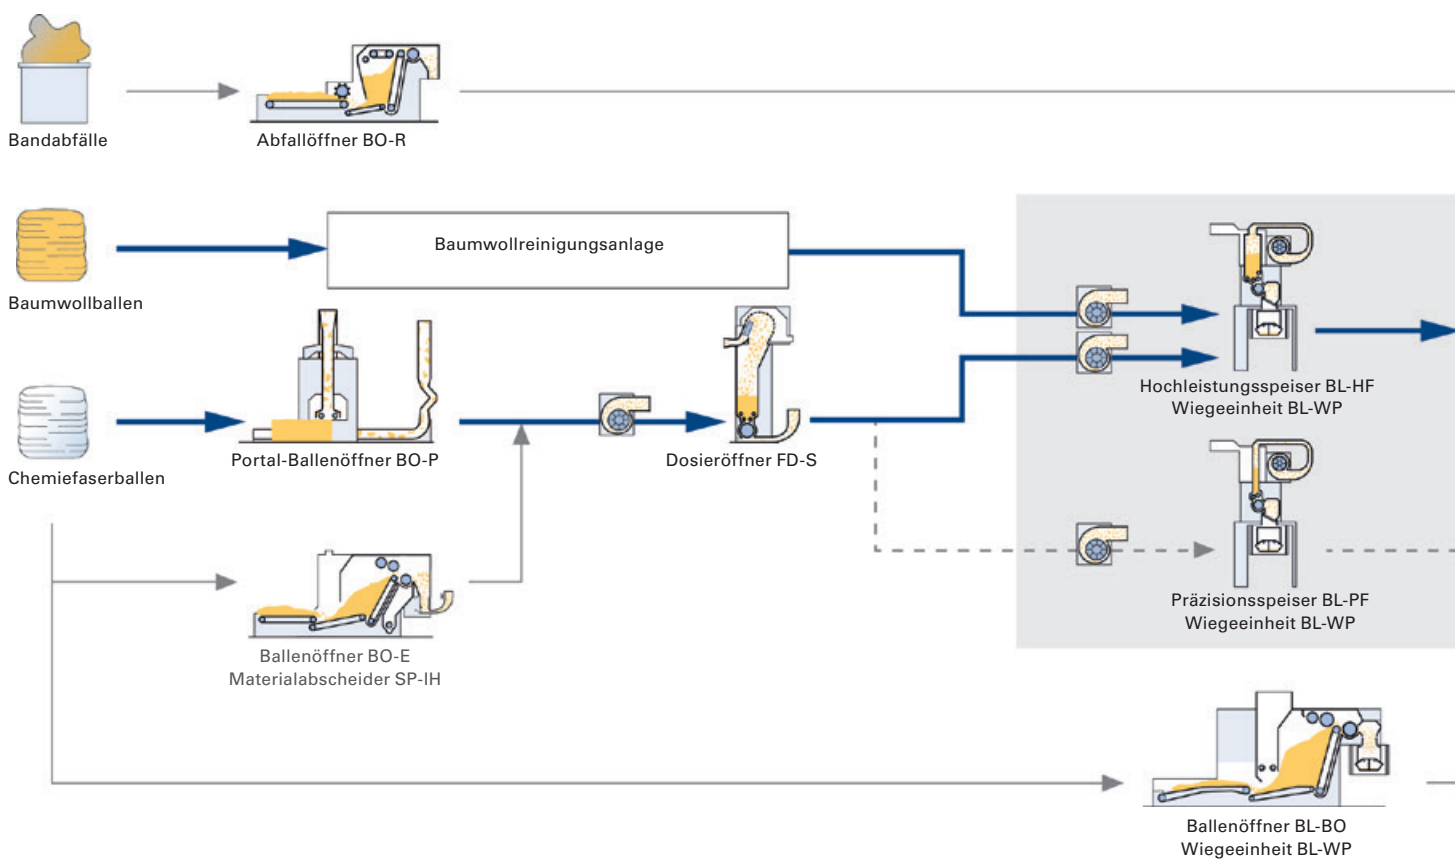 Bandabfälle
Abfallöffner BO-R
Baumwollreinigungsanlage
Baumwollballen
Hochleistungsspeiser BL-HF
Wiegeeinheit BL-WP
Portal-Ballenöffner BO-P
Dosieröffner FD-S
Chemiefaserballen
Präzisionsspeiser BL-PF
Wiegeeinheit BL-WP
Ballenöffner BO-E
Materialabscheider SP-IH
Ballenöffner BL-BO
Wiegeeinheit BL-WP